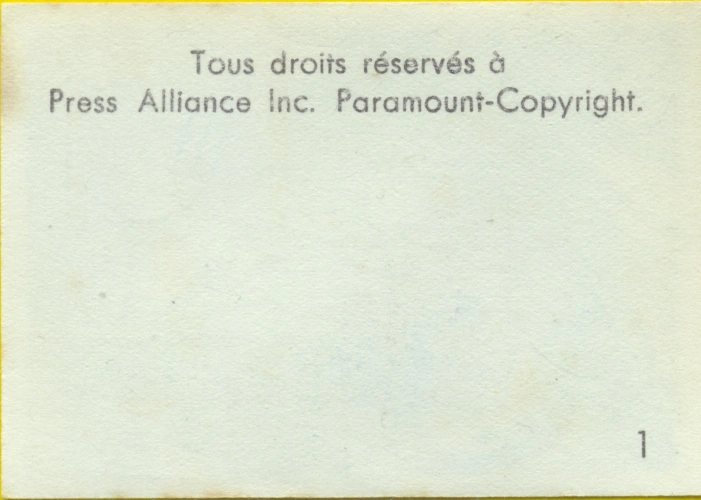 Tous droits réservés à
Press Alliance Inc. Paramount-Copyright.
1